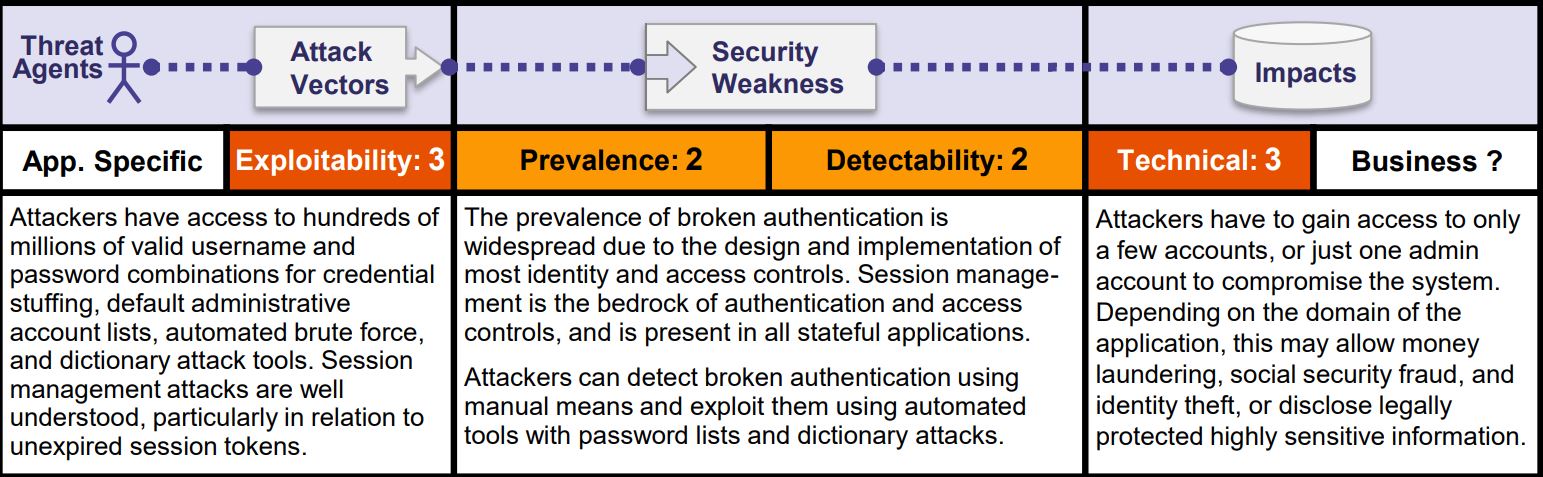 Threat
Agents
Attack
Vectors
Security
Weakness
Impacts
App. Specific
Exploitability: 3
Prevalence: 2
Detectability: 2
Technical: 3
Business ?
Attackers have access to hundreds of
millions of valid username and
password combinations for credential
stuffing, default administrative
account lists, automated brute force,
and dictionary attack tools. Session
management attacks are well
understood, particularly in relation to
unexpired session tokens.
The prevalence of broken authentication is
widespread due to the design and implementation of
most identity and access controls. Session manage-
ment is the bedrock of authentication and access
controls, and is present in all stateful applications.
Attackers can detect broken authentication using
manual means and exploit them using automated
tools with password lists and dictionary attacks.
Attackers have to gain access to only
a few accounts, or just one admin
account to compromise the system.
Depending on the domain of the
application, this may allow money
laundering, social security fraud, and
identity theft, or disclose legally
protected highly sensitive information.